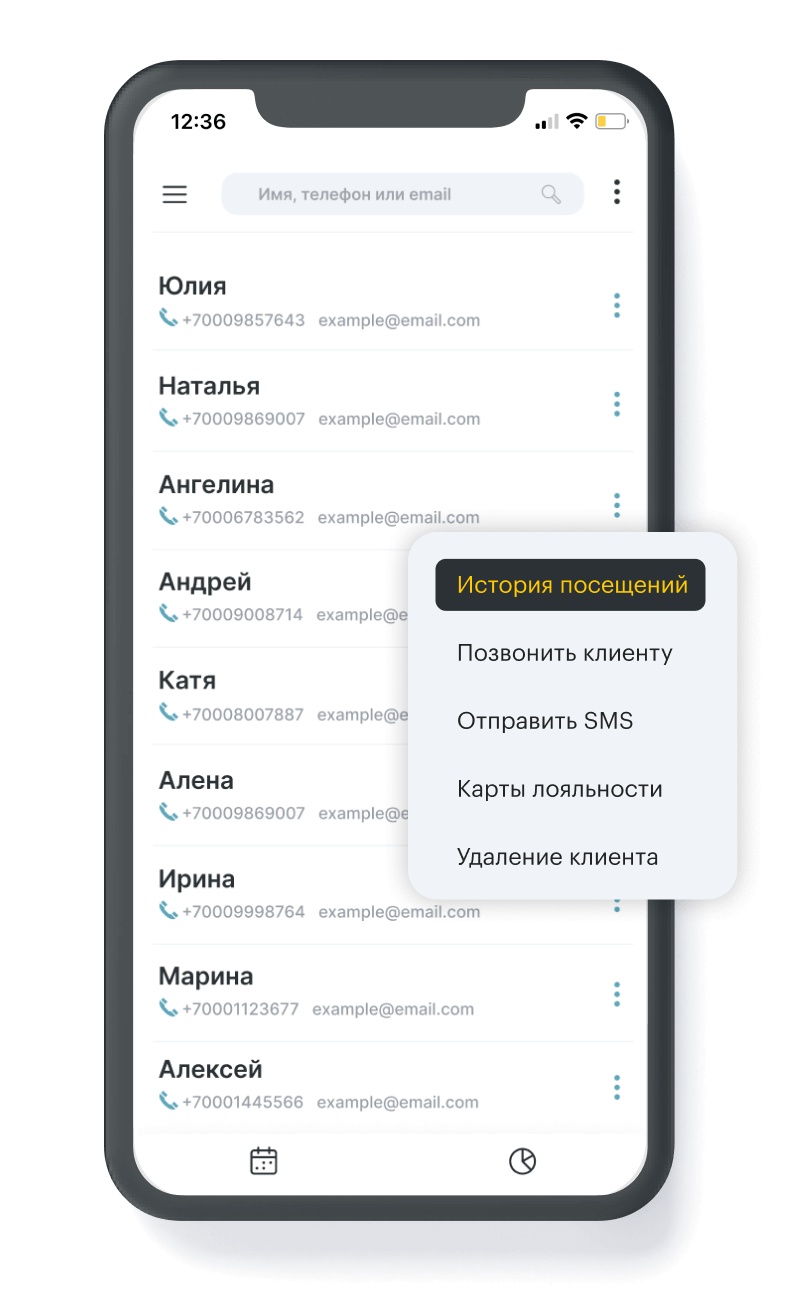 12:36
Имя, телефон или email
Юлия
+70009857643 example@email.com
Наталья
+70009869007 example@email.com
Ангелина
+70006783562 example@email.com
Андрей
+70009008714 example@e
Катя
+70008007887 example@e
Алена
+70009869007 example@e
Ирина
+70009998764 example@email.com
Марина
+70001123677 example@email.com
Алексей
+70001445566 example@email.com
История посещений
Позвонить клиенту
Отправить SMS
Карты лояльности
Удаление клиента